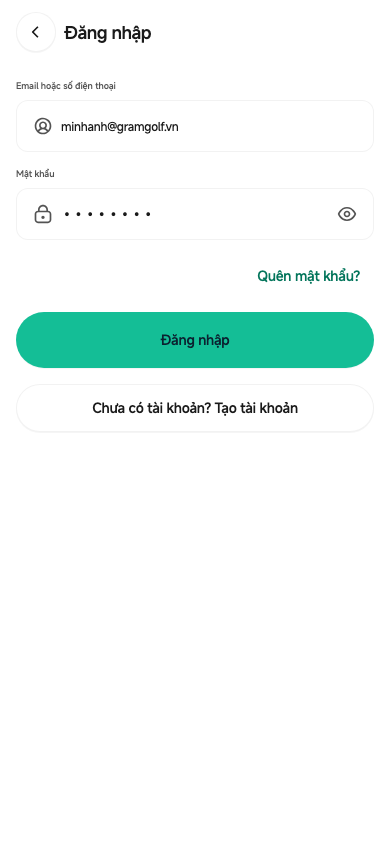 Đăng nhập
Email hoặc số điện thoại
minhanh@gramgolf.vn
Mật khẩu
• • • • • • • •
Quên mật khẩu?
Đăng nhập
Chưa có tài khoản? Tạo tài khoản